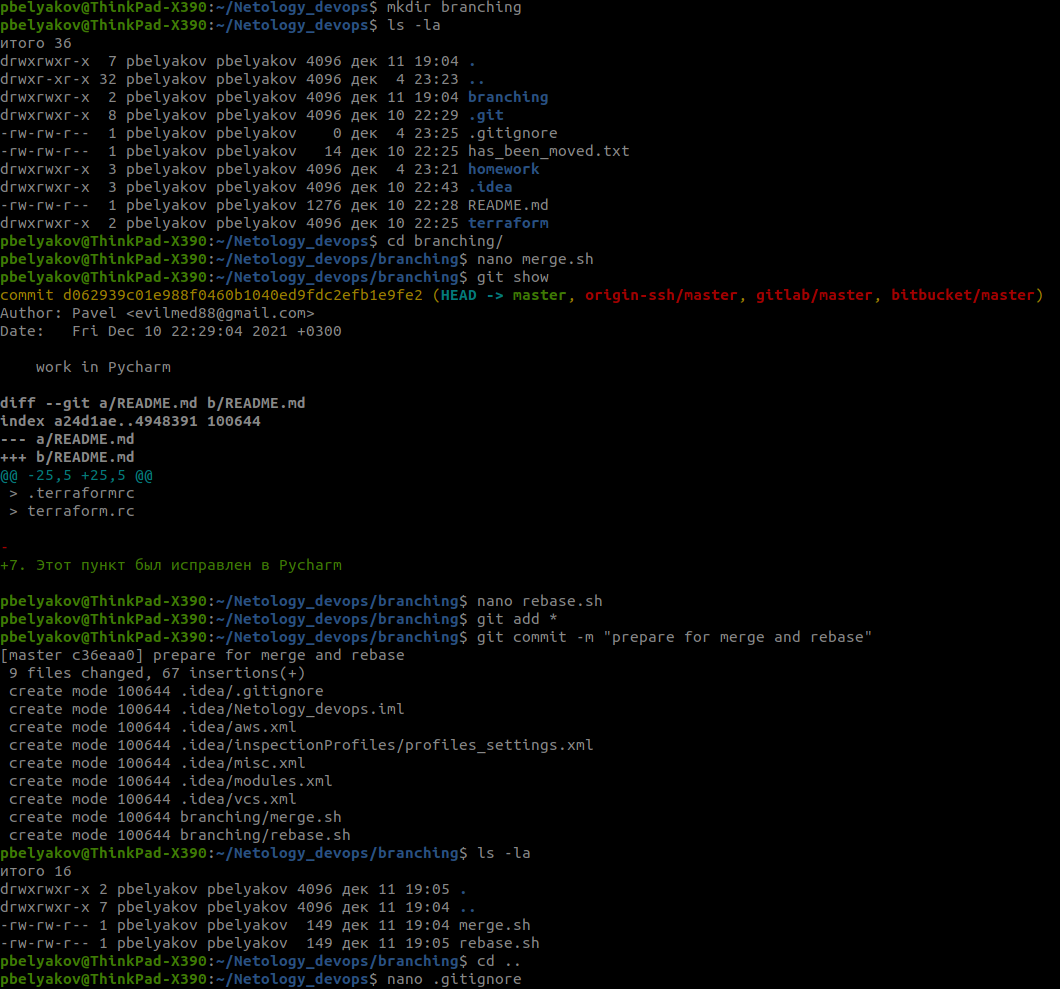 pbelyakov@ThinkPad-X390:~/Netology_devops$ mkdir branching
pbelyakov@ThinkPad-X390:~/Netology_devops$ ls -la
итого 36
drwxrwxr-x  7 pbelyakov pbelyakov 4096 дек 11 19:04 .
drwxr-xr-x 32 pbelyakov pbelyakov 4096 дек  4 23:23 ..
drwxrwxr-x  2 pbelyakov pbelyakov 4096 дек 11 19:04 branching
drwxrwxr-x  8 pbelyakov pbelyakov 4096 дек 10 22:29 .git
-rw-rw-r--  1 pbelyakov pbelyakov    0 дек  4 23:25 .gitignore
-rw-rw-r--  1 pbelyakov pbelyakov   14 дек 10 22:25 has_been_moved.txt
drwxrwxr-x  3 pbelyakov pbelyakov 4096 дек  4 23:21 homework
drwxrwxr-x  3 pbelyakov pbelyakov 4096 дек 10 22:43 .idea
-rw-rw-r--  1 pbelyakov pbelyakov 1276 дек 10 22:28 README.md
drwxrwxr-x  2 pbelyakov pbelyakov 4096 дек 10 22:25 terraform
pbelyakov@ThinkPad-X390:~/Netology_devops$ cd branching/
pbelyakov@ThinkPad-X390:~/Netology_devops/branching$ nano merge.sh
pbelyakov@ThinkPad-X390:~/Netology_devops/branching$ git show
commit d062939c01e988f0460b1040ed9fdc2efb1e9fe2 (HEAD -> master, origin-ssh/master, gitlab/master, bitbucket/master)
Author: Pavel <evilmed88@gmail.com>
Date:   Fri Dec 10 22:29:04 2021 +0300

    work in Pycharm

diff --git a/README.md b/README.md
index a24d1ae..4948391 100644
--- a/README.md
+++ b/README.md
@@ -25,5 +25,5 @@
 > .terraformrc
 > terraform.rc

-
+7. Этот пункт был исправлен в Pycharm

pbelyakov@ThinkPad-X390:~/Netology_devops/branching$ nano rebase.sh
pbelyakov@ThinkPad-X390:~/Netology_devops/branching$ git add *
pbelyakov@ThinkPad-X390:~/Netology_devops/branching$ git commit -m "prepare for merge and rebase"
[master c36eaa0] prepare for merge and rebase
 9 files changed, 67 insertions(+)
 create mode 100644 .idea/.gitignore
 create mode 100644 .idea/Netology_devops.iml
 create mode 100644 .idea/aws.xml
 create mode 100644 .idea/inspectionProfiles/profiles_settings.xml
 create mode 100644 .idea/misc.xml
 create mode 100644 .idea/modules.xml
 create mode 100644 .idea/vcs.xml
 create mode 100644 branching/merge.sh
 create mode 100644 branching/rebase.sh
pbelyakov@ThinkPad-X390:~/Netology_devops/branching$ ls -la
итого 16
drwxrwxr-x 2 pbelyakov pbelyakov 4096 дек 11 19:05 .
drwxrwxr-x 7 pbelyakov pbelyakov 4096 дек 11 19:04 ..
-rw-rw-r-- 1 pbelyakov pbelyakov  149 дек 11 19:04 merge.sh
-rw-rw-r-- 1 pbelyakov pbelyakov  149 дек 11 19:05 rebase.sh
pbelyakov@ThinkPad-X390:~/Netology_devops/branching$ cd ..
pbelyakov@ThinkPad-X390:~/Netology_devops$ nano .gitignore